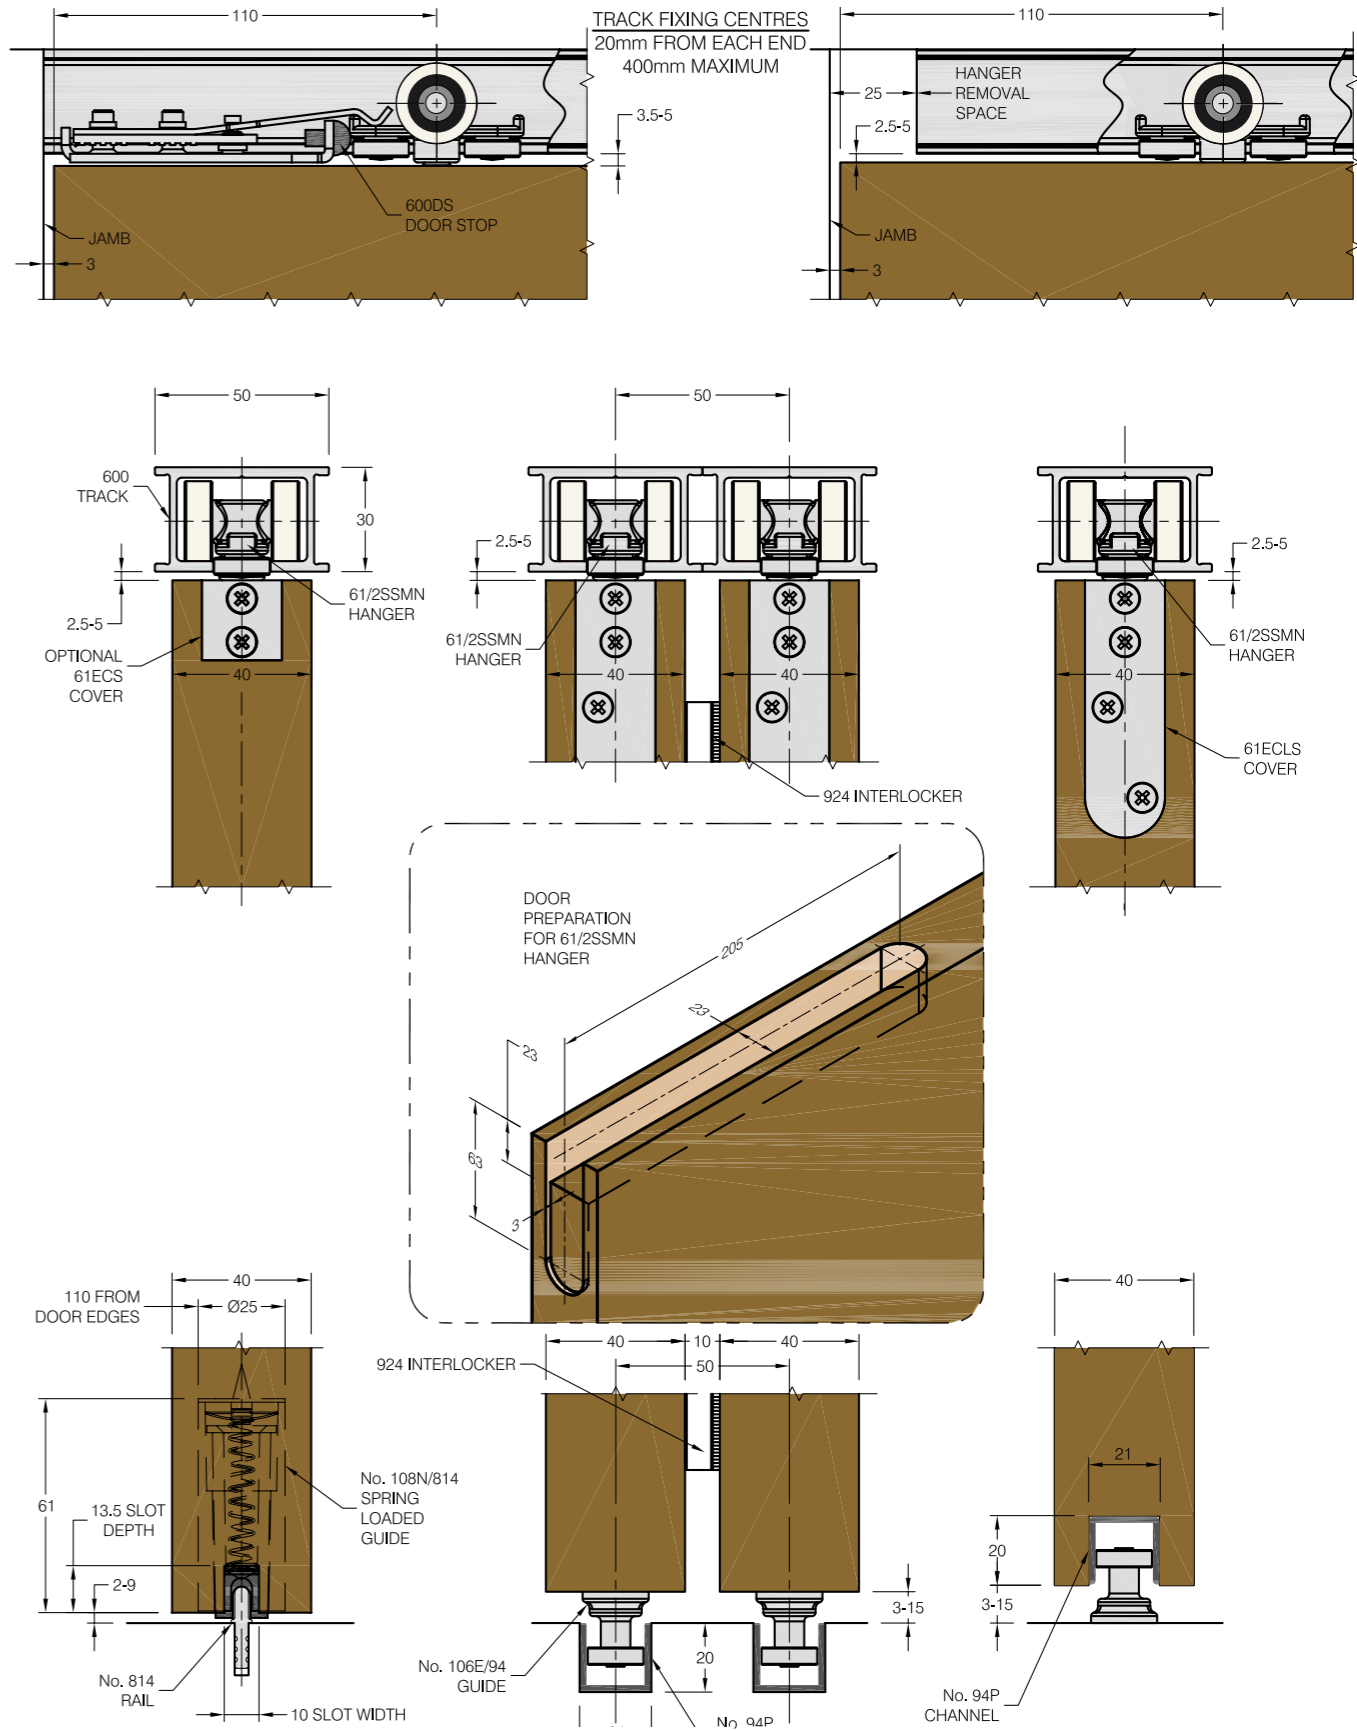 110
TRACK FIXING CENTRES
20mm FROM EACH END
400mm MAXIMUM
110
3.5-5
25
HANGER
REMOVAL
SPACE
2.5-5
600DS
DOOR STOP
JAMB
3
JAMB
3
50
50
600
TRACK
30
2.5-5
2.5-5
2.5-5
61/2SSMN
HANGER
61/2SSMN
HANGER
61/2SSMN
HANGER
OPTIONAL
61ECS
COVER
40
40
40
40
61ECLS
COVER
924 INTERLOCKER
DOOR
PREPARATION
FOR 61/2SSMN
HANGER
205
23
23
63
3
40
110 FROM
DOOR EDGES
Ø25
40
10
40
50
924 INTERLOCKER
40
61
13.5 SLOT
DEPTH
2-9
No. 108N/814
SPRING
LOADED
GUIDE
No. 814
RAIL
10 SLOT WIDTH
No. 106E/94
GUIDE
20
3-15
No. 94P
21
20
3-15
No. 94P
CHANNEL